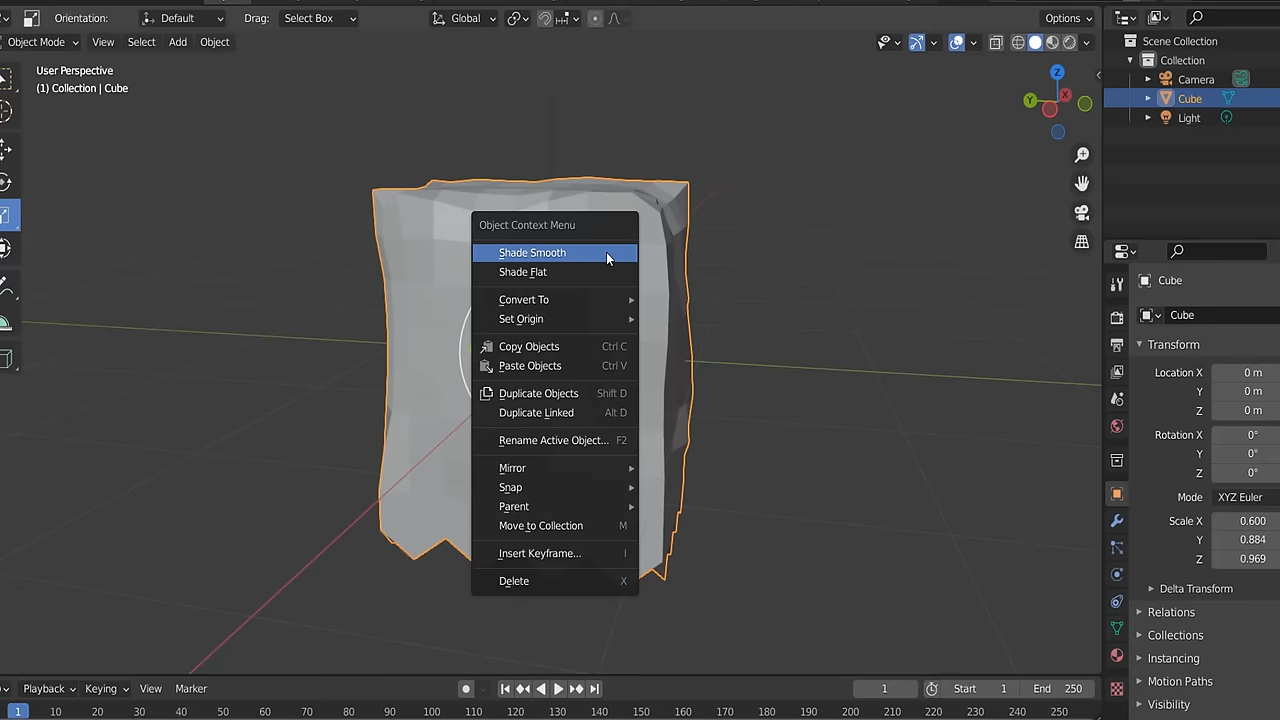 Orientation: Default Drag: Select Box Global Options
Object Mode View Select Add Object
User Perspective
(1) Collection | Cube
Z
Y
X
Object Context Menu
Shade Smooth
Shade Flat
Convert To
Set Origin
Copy Objects Ctrl C
Paste Objects Ctrl V
Duplicate Objects Shift D
Duplicate Linked Alt D
Rename Active Object... F2
Mirror
Snap
Parent
Move to Collection M
Insert Keyframe... I
Delete X
Scene Collection
Collection
Camera
Cube
Light
Cube
Cube
Transform
Location X 0 m
Y 0 m
Z 0 m
Rotation X 0°
Y 0°
Z 0°
Mode XYZ Euler
Scale X 0.600
Y 0.884
Z 0.969
Delta Transform
Relations
Collections
Instancing
Motion Paths
Visibility
Playback Keying View Marker 1 Start 1 End 250
1 10 20 30 40 50 60 70 80 90 100 110 120 130 140 150 160 170 180 190 200 210 220 230 240 250